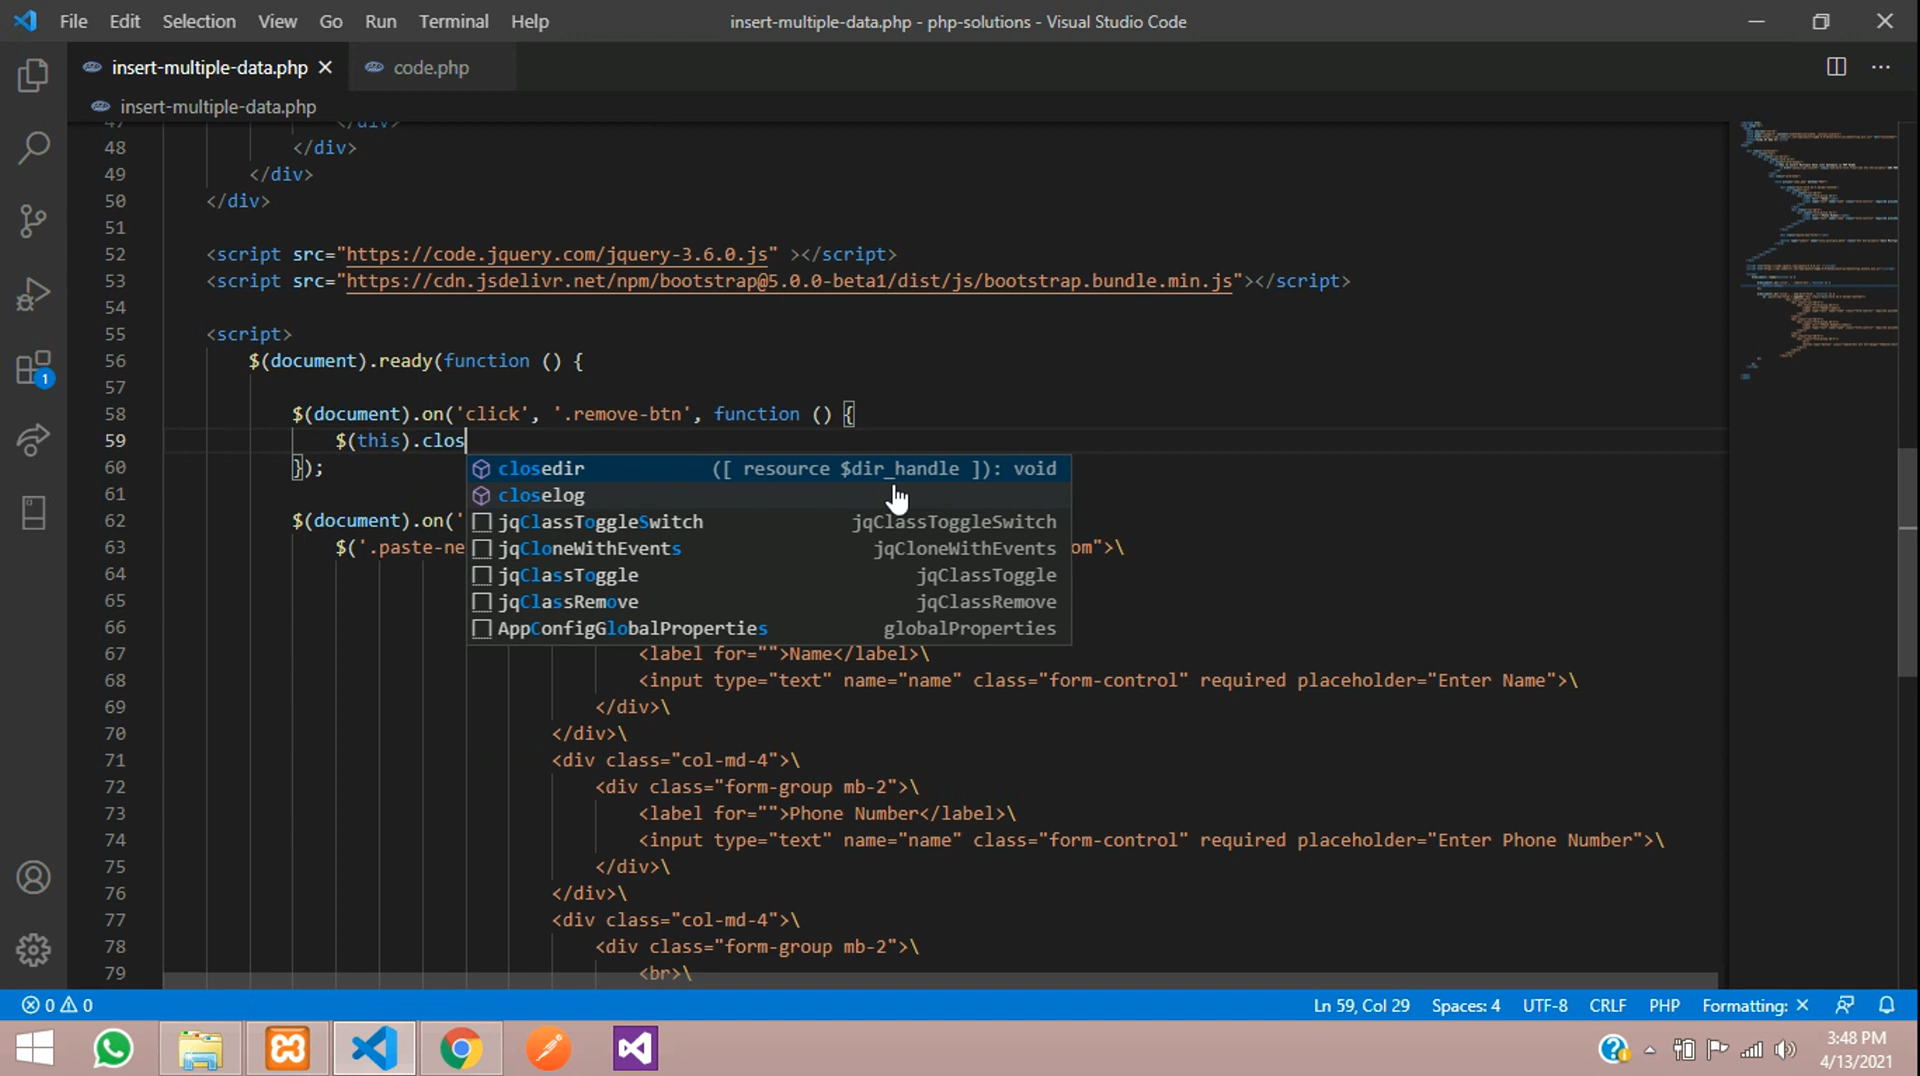 File Edit Selection View Go Run Terminal Help
insert-multiple-data.php - php-solutions - Visual Studio Code
insert-multiple-data.php
code.php
insert-multiple-data.php
47 </div>
48 </div>
49 </div>
50 </div>
51
52 <script src="https://code.jquery.com/jquery-3.6.0.js" ></script>
53 <script src="https://cdn.jsdelivr.net/npm/bootstrap@5.0.0-beta1/dist/js/bootstrap.bundle.min.js"></script>
54
55 <script>
56 $(document).ready(function () {
57
58 $(document).on('click', '.remove-btn', function () {
59 $(this).clos
closedir ([ resource $dir_handle ]): void
60 });
closelog
61
jqClassToggleSwitch jqClassToggleSwitch
62 $(document).on('
jqCloneWithEvents jqCloneWithEvents
63 $('.paste-ne om">\
jqClassToggle jqClassToggle
64
jqClassRemove jqClassRemove
65
AppConfigGlobalProperties globalProperties
66
67 <label for="">Name</label>\
68 <input type="text" name="name" class="form-control" required placeholder="Enter Name">\
69 </div>\
70 </div>\
71 <div class="col-md-4">\
72 <div class="form-group mb-2">\
73 <label for="">Phone Number</label>\
74 <input type="text" name="name" class="form-control" required placeholder="Enter Phone Number">\
75 </div>\
76 </div>\
77 <div class="col-md-4">\
78 <div class="form-group mb-2">\
79 <br>\
1
0 0
Ln 59, Col 29 Spaces: 4 UTF-8 CRLF PHP Formatting: ×
3:48 PM
4/13/2021